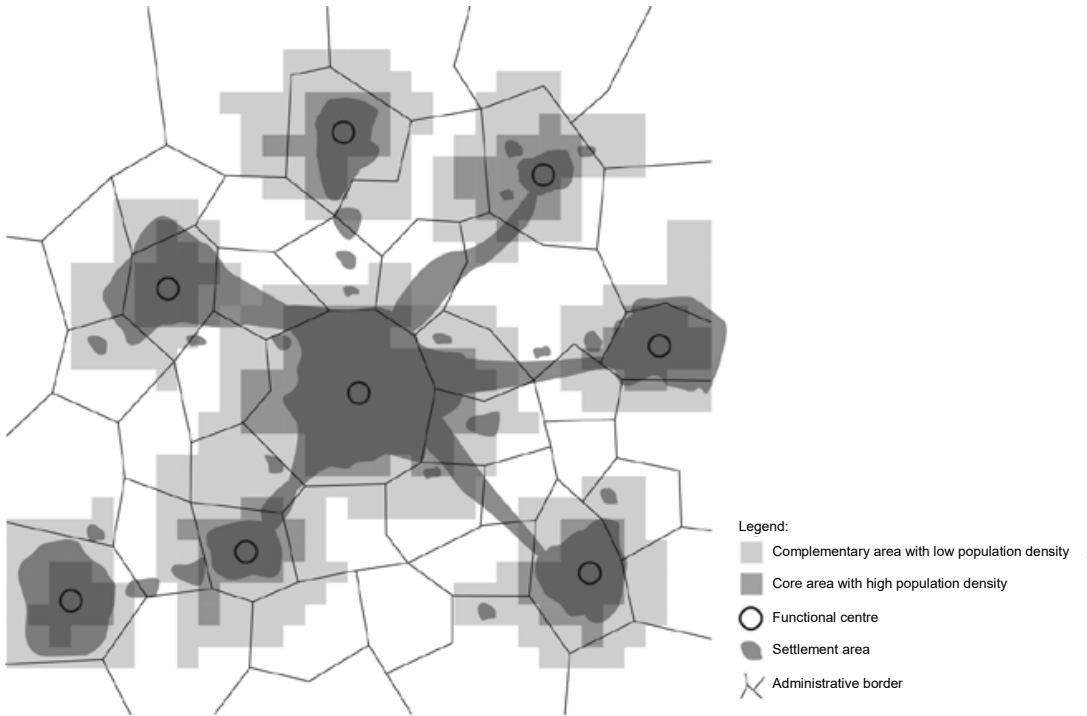 Legend:
Complementary area with low population density
Core area with high population density
Functional centre
Settlement area
Administrative border